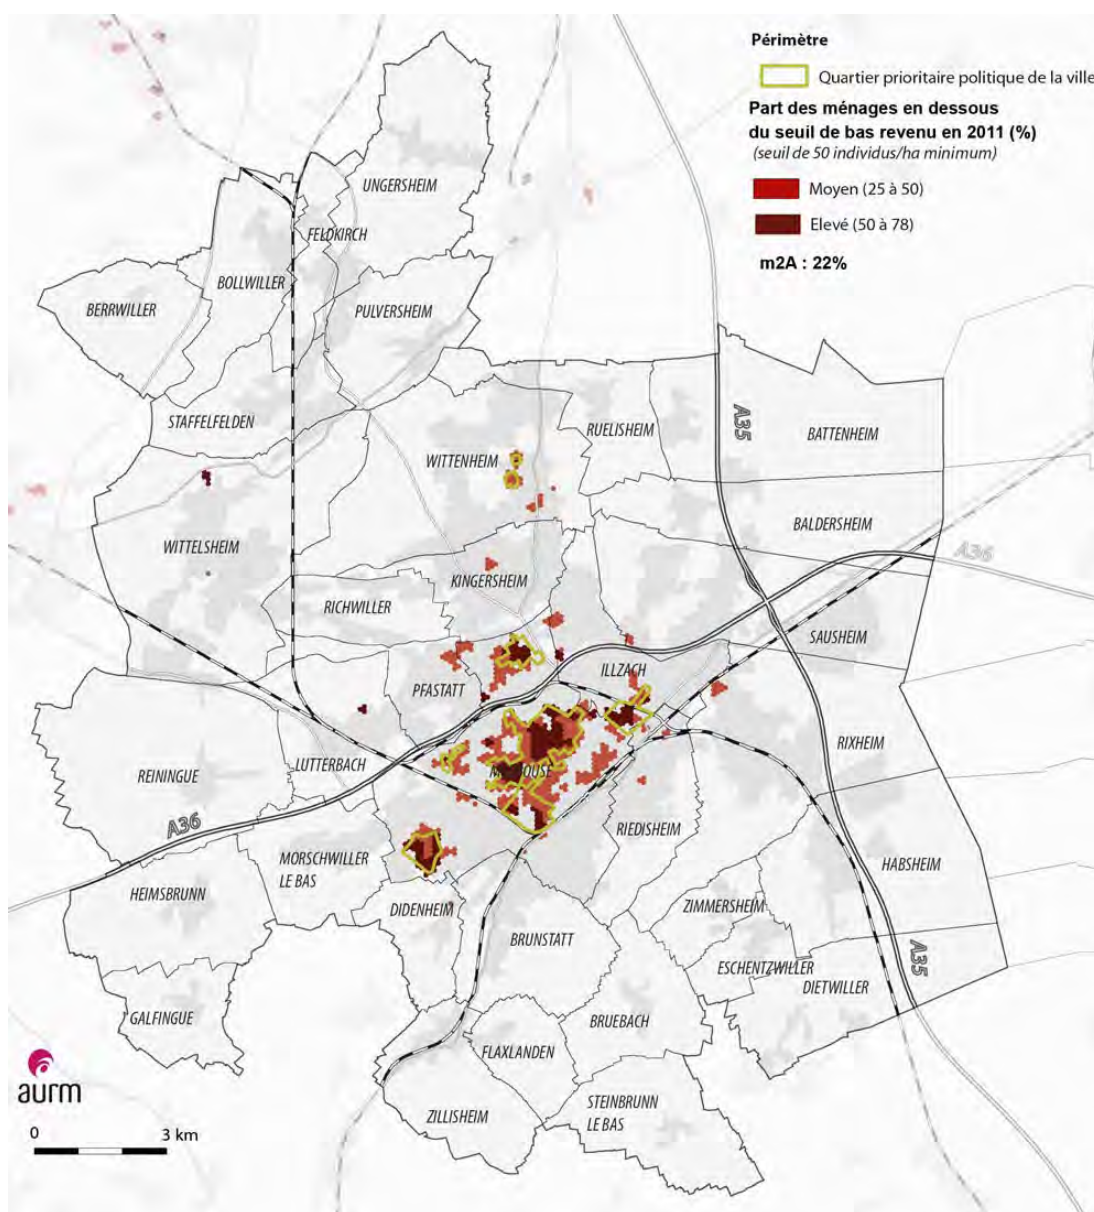 Périmètre
Quartier prioritaire politique de la ville
Part des ménages en dessous
du seuil de bas revenu en 2011 (%)
(seuil de 50 individus/ha minimum)
Moyen (25 à 50)
Elevé (50 à 78)
m2A : 22%
UNGERSHEIM
FELDKIRCH
BOLLWILLER
BERRWILLER
PULVERSHEIM
STAFFELFELDEN
RUELISHEIM
A35
BATTENHEIM
WITTENHEIM
BALDERSHEIM
WITTELSHEIM
A36
KINGERSHEIM
RICHWILLER
SAUSHEIM
ILLZACH
PFASTATT
RIXHEIM
LUTTERBACH
REININGUE
A36
RIEDISHEIM
MORSCHWILLER
LE BAS
HABSHEIM
HEIMSBRUNN
DIDENHEIM
ZIMMERSHEIM
BRUNSTATT
A35
ESCHENTZWILLER
DIETWILLER
GALFINGUE
BRUEBACH
FLAXLANDEN
aurm
ZILLISHEIM
STEINBRUNN
LE BAS
0 3 km